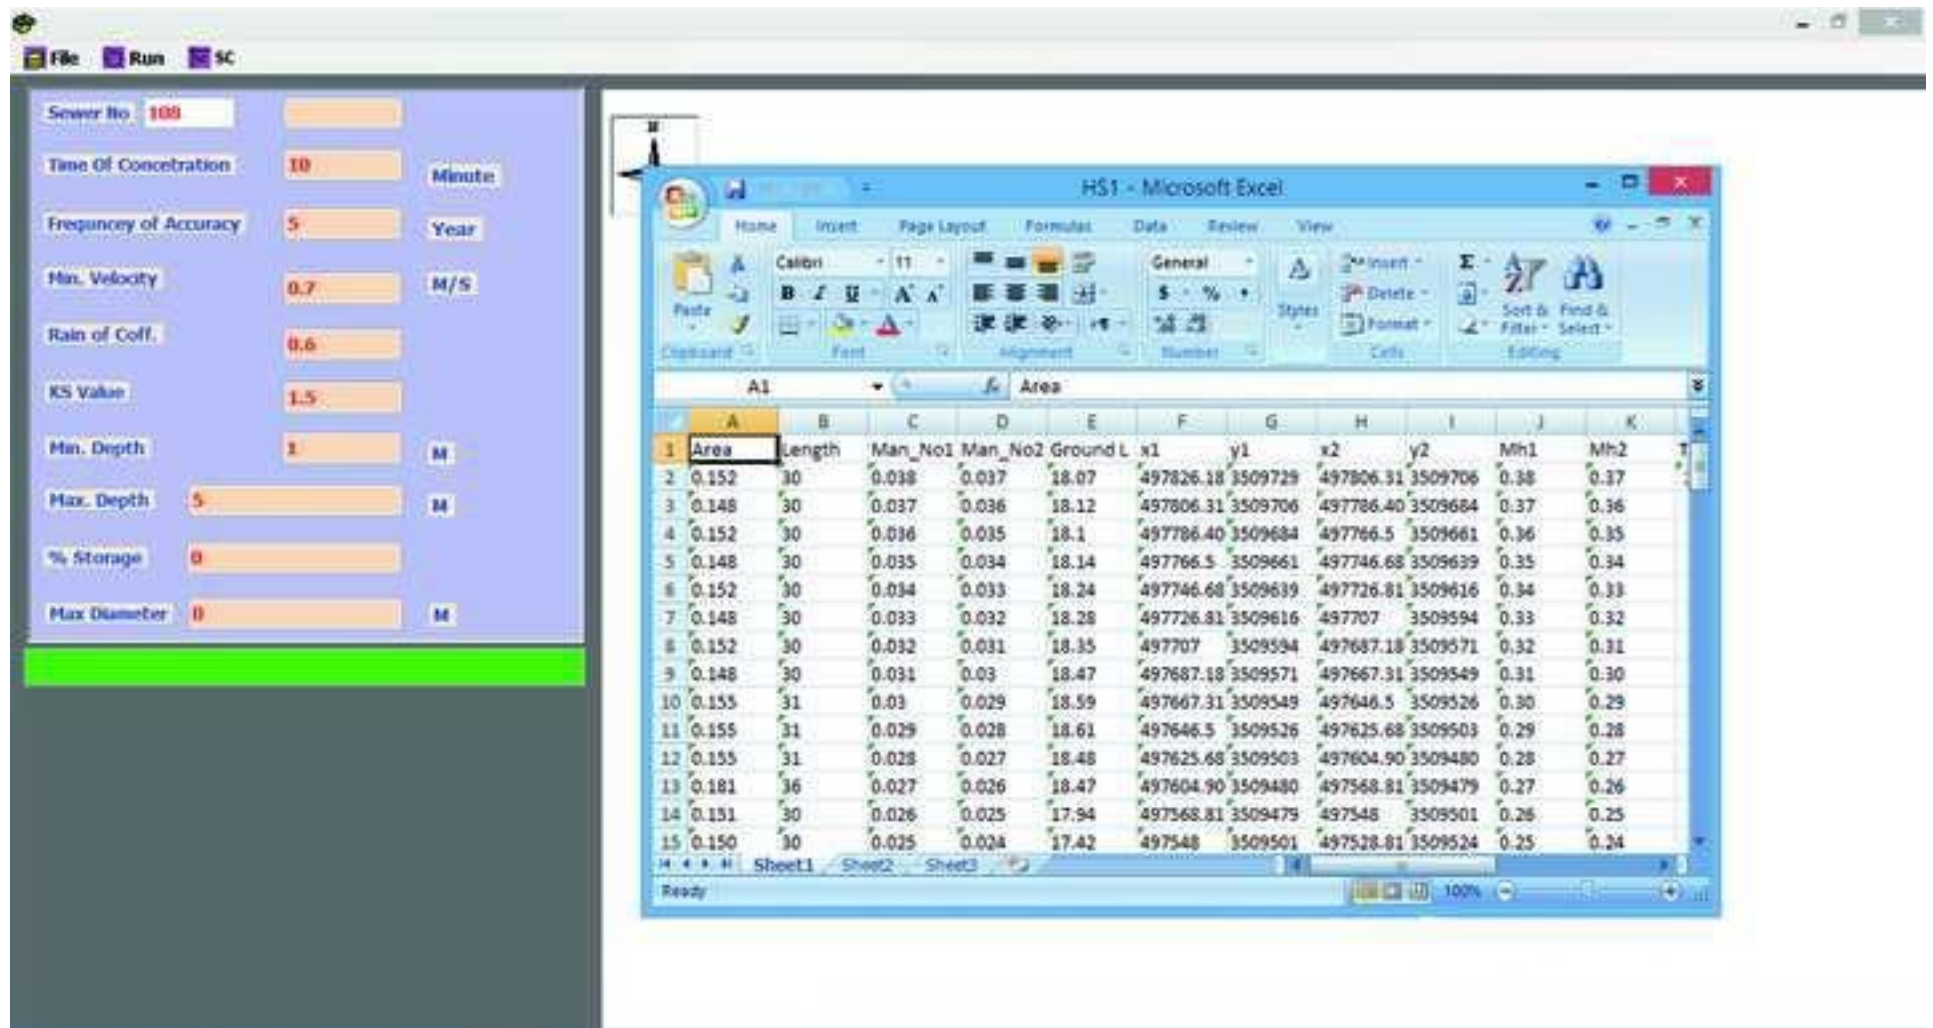 File Run SC
Sewer No 108
Time Of Concetration 10 Minute
Frequncey of Accuracy 5 Year
Min. Velocity 0.7 M/S
Rain of Coff. 0.6
KS Value 1.5
Min. Depth 1 M
Max. Depth 5 M
% Storage 0
Max Diameter 0 M
HS1 - Microsoft Excel
Home Insert Page Layout Formulas Data Review View
Calibri 11 General Insert Σ
Paste B I U A A $ % Styles Delete Sort & Find &
A Format Filter Select
Clipboard Font Alignment Number Cells Editing
A1 fx Area
A B C D E F G H I J K
1 Area Length Man_No1 Man_No2 Ground L x1 y1 x2 y2 Mh1 Mh2 T
2 0.152 30 0.038 0.037 18.07 497826.18 3509729 497806.31 3509706 0.38 0.37
3 0.148 30 0.037 0.036 18.12 497806.31 3509706 497786.40 3509684 0.37 0.36
4 0.152 30 0.036 0.035 18.1 497786.40 3509684 497766.5 3509661 0.36 0.35
5 0.148 30 0.035 0.034 18.14 497766.5 3509661 497746.68 3509639 0.35 0.34
6 0.152 30 0.034 0.033 18.24 497746.68 3509639 497726.81 3509616 0.34 0.33
7 0.148 30 0.033 0.032 18.28 497726.81 3509616 497707 3509594 0.33 0.32
8 0.152 30 0.032 0.031 18.35 497707 3509594 497687.18 3509571 0.32 0.31
9 0.148 30 0.031 0.03 18.47 497687.18 3509571 497667.31 3509549 0.31 0.30
10 0.155 31 0.03 0.029 18.59 497667.31 3509549 497646.5 3509526 0.30 0.29
11 0.155 31 0.029 0.028 18.61 497646.5 3509526 497625.68 3509503 0.29 0.28
12 0.155 31 0.028 0.027 18.48 497625.68 3509503 497604.90 3509480 0.28 0.27
13 0.181 36 0.027 0.026 18.47 497604.90 3509480 497568.81 3509479 0.27 0.26
14 0.151 30 0.026 0.025 17.94 497568.81 3509479 497548 3509501 0.26 0.25
15 0.150 30 0.025 0.024 17.42 497548 3509501 497528.81 3509524 0.25 0.24
Sheet1 Sheet2 Sheet3
Ready 100%